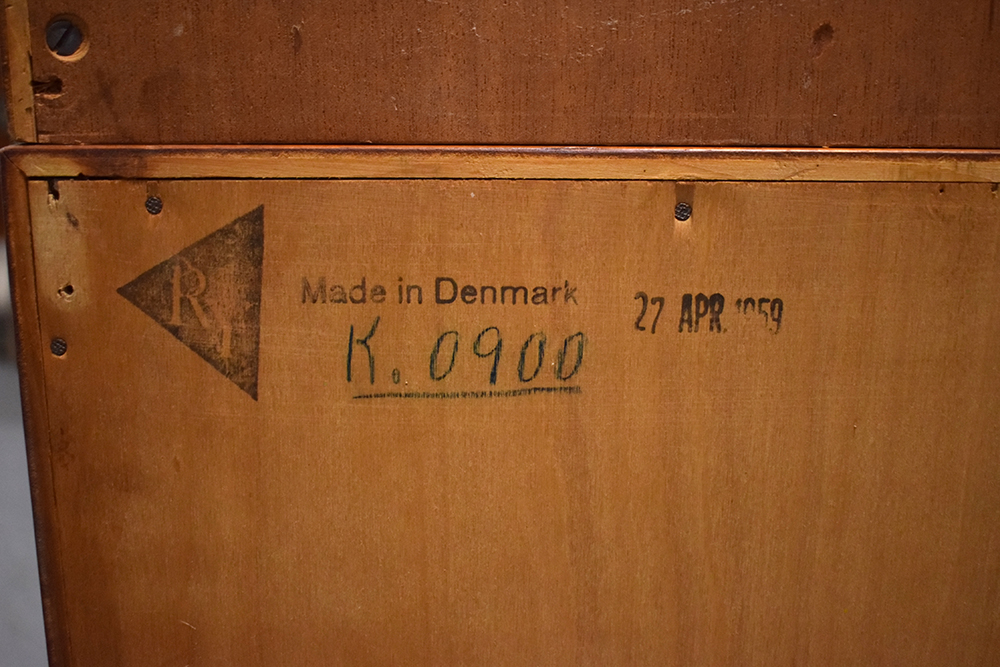 R
Made in Denmark
27 APR. 1959
K. 0900